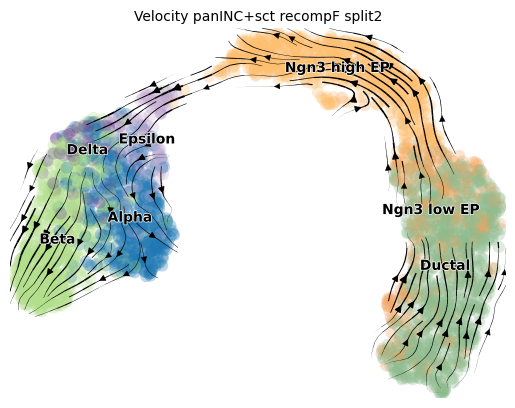 Velocity panINC+sct recompF split2
Ngn3 high EP
Epsilon
Delta
Ngn3 low EP
Alpha
Beta
Ductal